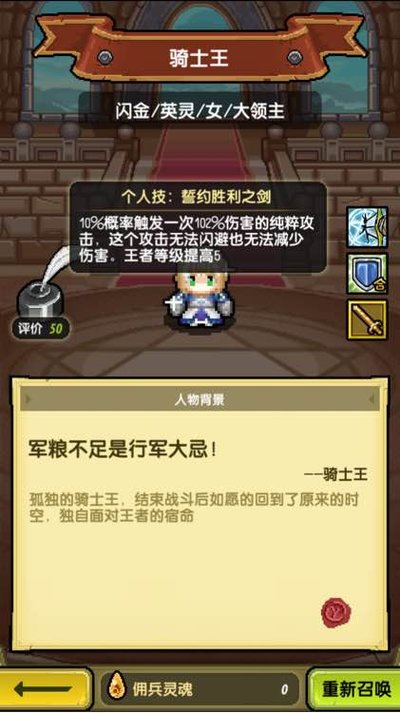 骑士王
闪金/英灵/女/大领主
个人技：誓约胜利之剑
10%概率触发一次102%伤害的纯粹攻
击，这个攻击无法闪避也无法减少
伤害。王者等级提高5
合
评价 50
人物背景
军粮不足是行军大忌！
--骑士王
孤独的骑士王，结束战斗后如愿的回到了原来的时
空，独自面对王者的宿命
佣兵灵魂 0
重新召唤